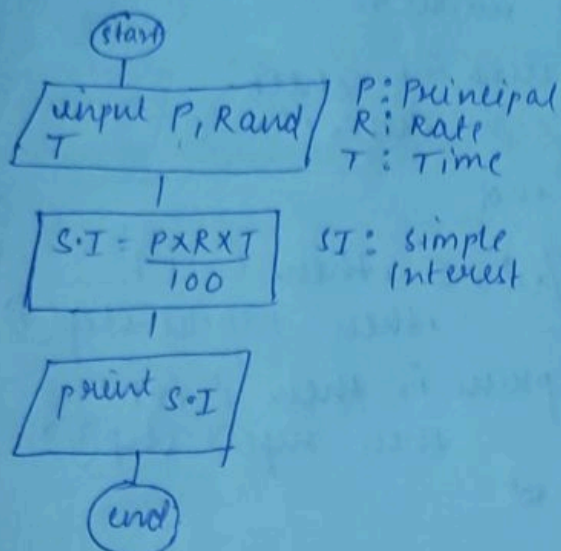 start
input P, R and
T
P: Principal
R: Rate
T: Time
S.I = P×R×T
100
SI: simple
Interest
print S.I
end